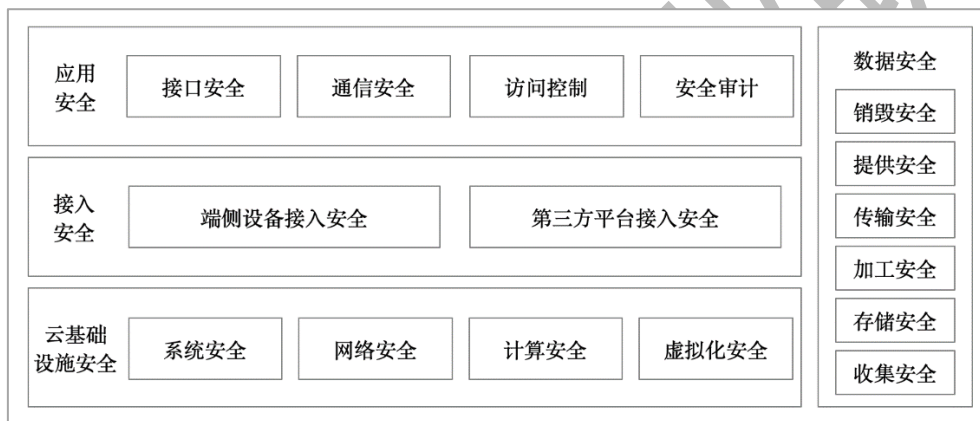 应用
安全
接口安全
通信安全
访问控制
安全审计
接入
安全
端侧设备接入安全
第三方平台接入安全
云基础
设施安全
系统安全
网络安全
计算安全
虚拟化安全
数据安全
销毁安全
提供安全
传输安全
加工安全
存储安全
收集安全